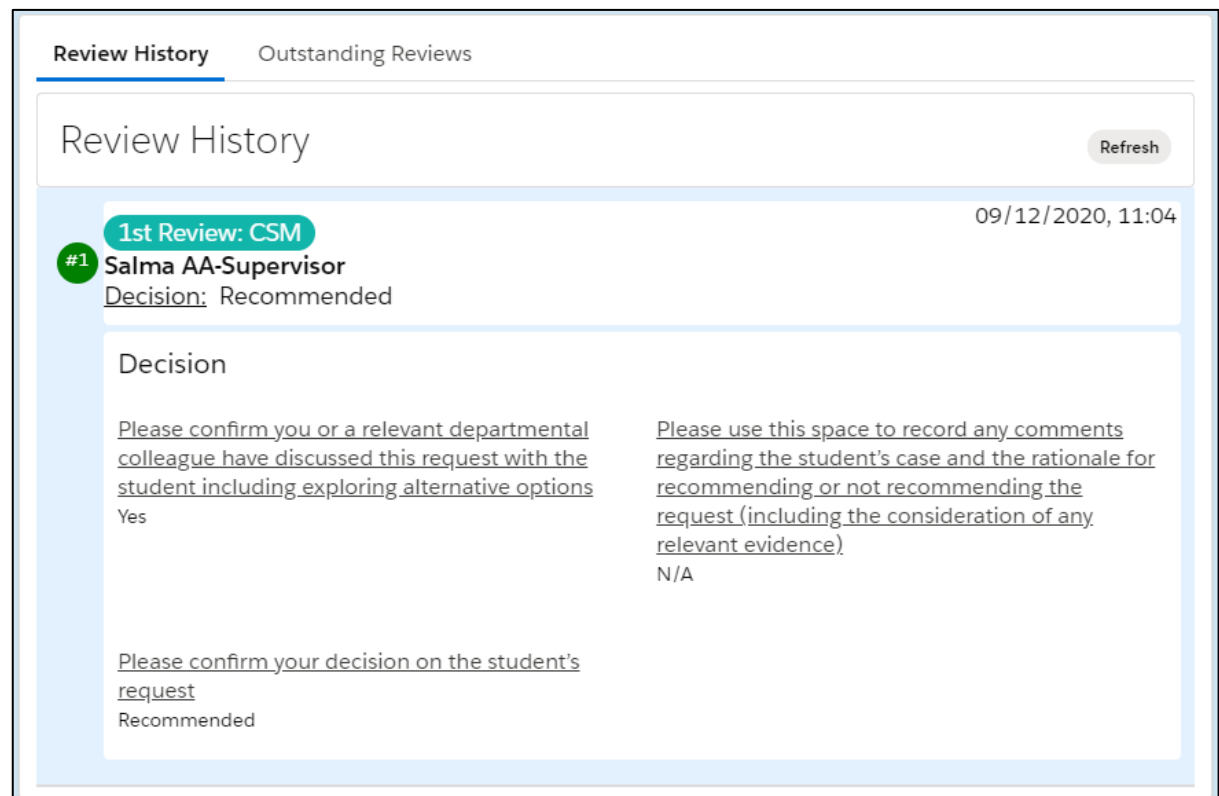 Review History Outstanding Reviews
Review History
Refresh
1st Review: CSM
09/12/2020, 11:04
#1
Salma AA-Supervisor
Decision: Recommended
Decision
Please confirm you or a relevant departmental
colleague have discussed this request with the
student including exploring alternative options
Yes
Please use this space to record any comments
regarding the student's case and the rationale for
recommending or not recommending the
request (including the consideration of any
relevant evidence)
N/A
Please confirm your decision on the student's
request
Recommended